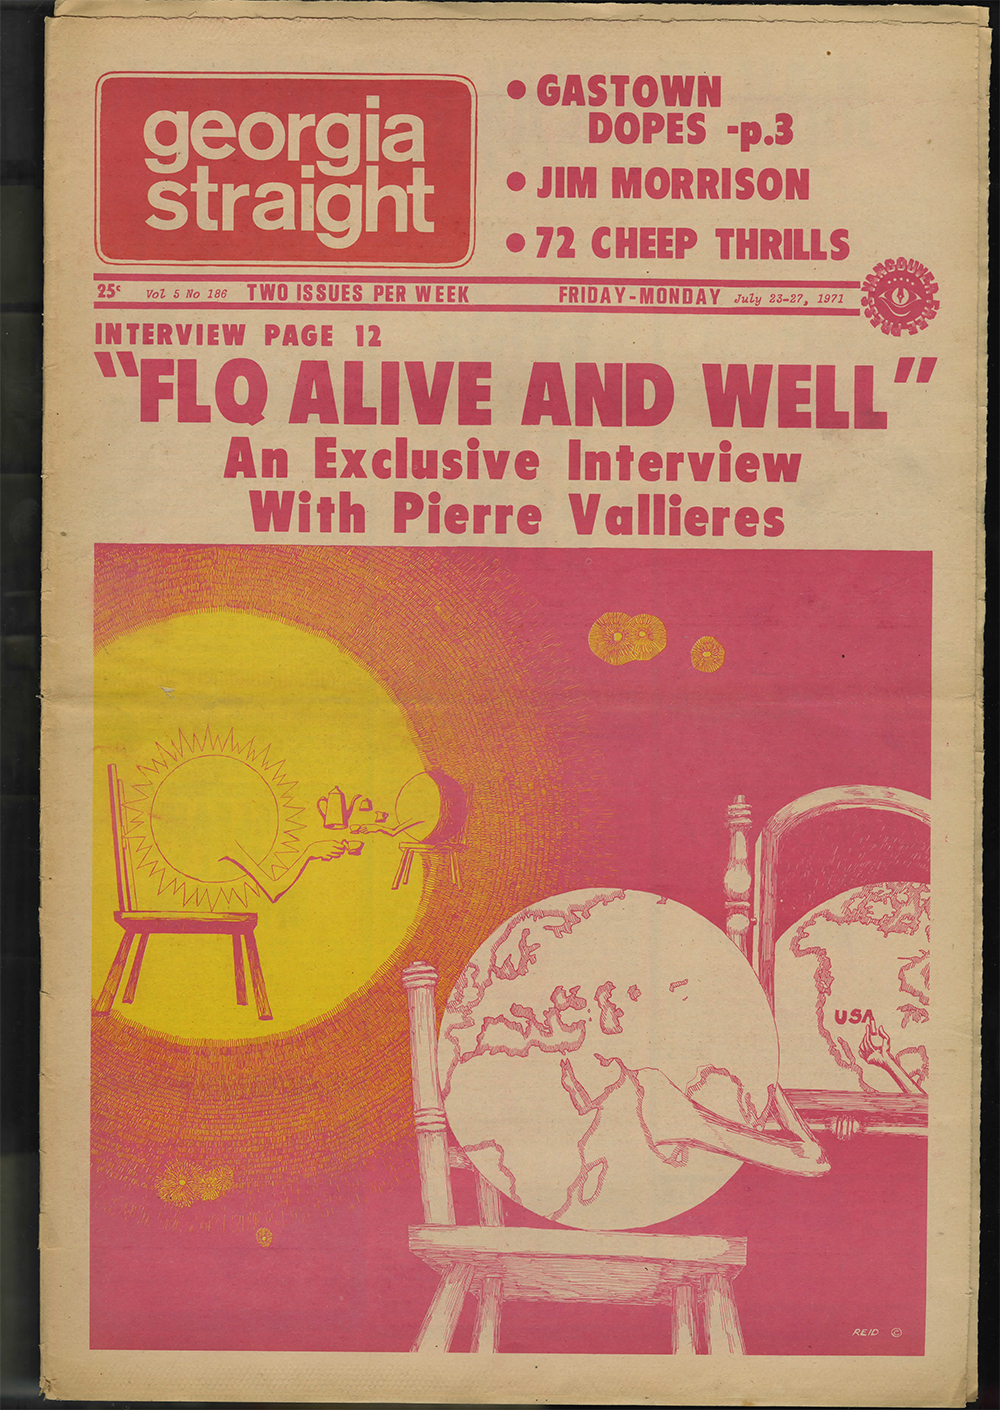 georgia
straight
• GASTOWN
DOPES -p.3
• JIM MORRISON
• 72 CHEEP THRILLS
25¢ Vol 5 No 186 TWO ISSUES PER WEEK FRIDAY-MONDAY July 23-27, 1971
VANCOUVER FREE PRESS
INTERVIEW PAGE 12
"FLQ ALIVE AND WELL"
An Exclusive Interview
With Pierre Vallieres
USA
REID ©